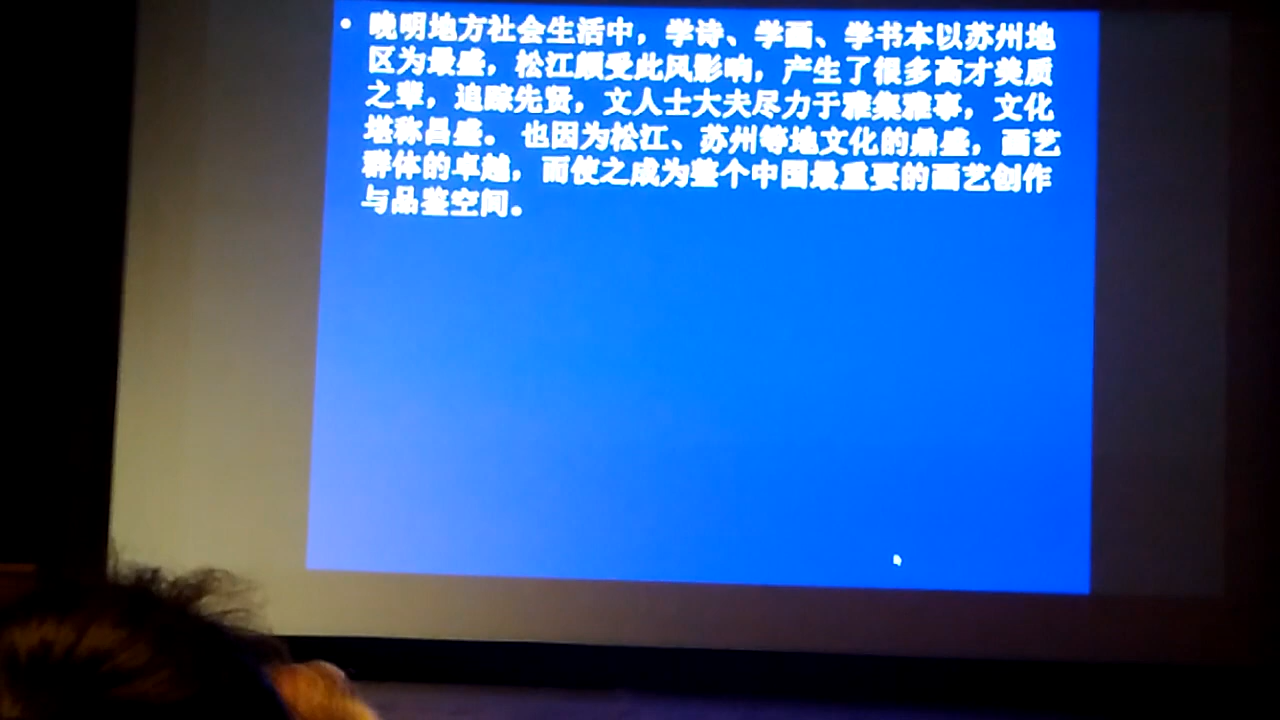 • 晚明地方社会生活中，学诗、学画、学书本以苏州地
区为最盛，松江颇受此风影响，产生了很多高才美质
之辈，追踪先贤，文人士大夫尽力于雅集雅事，文化
堪称昌盛。 也因为松江、苏州等地文化的鼎盛，画艺
群体的卓越，而使之成为整个中国最重要的画艺创作
与品鉴空间。